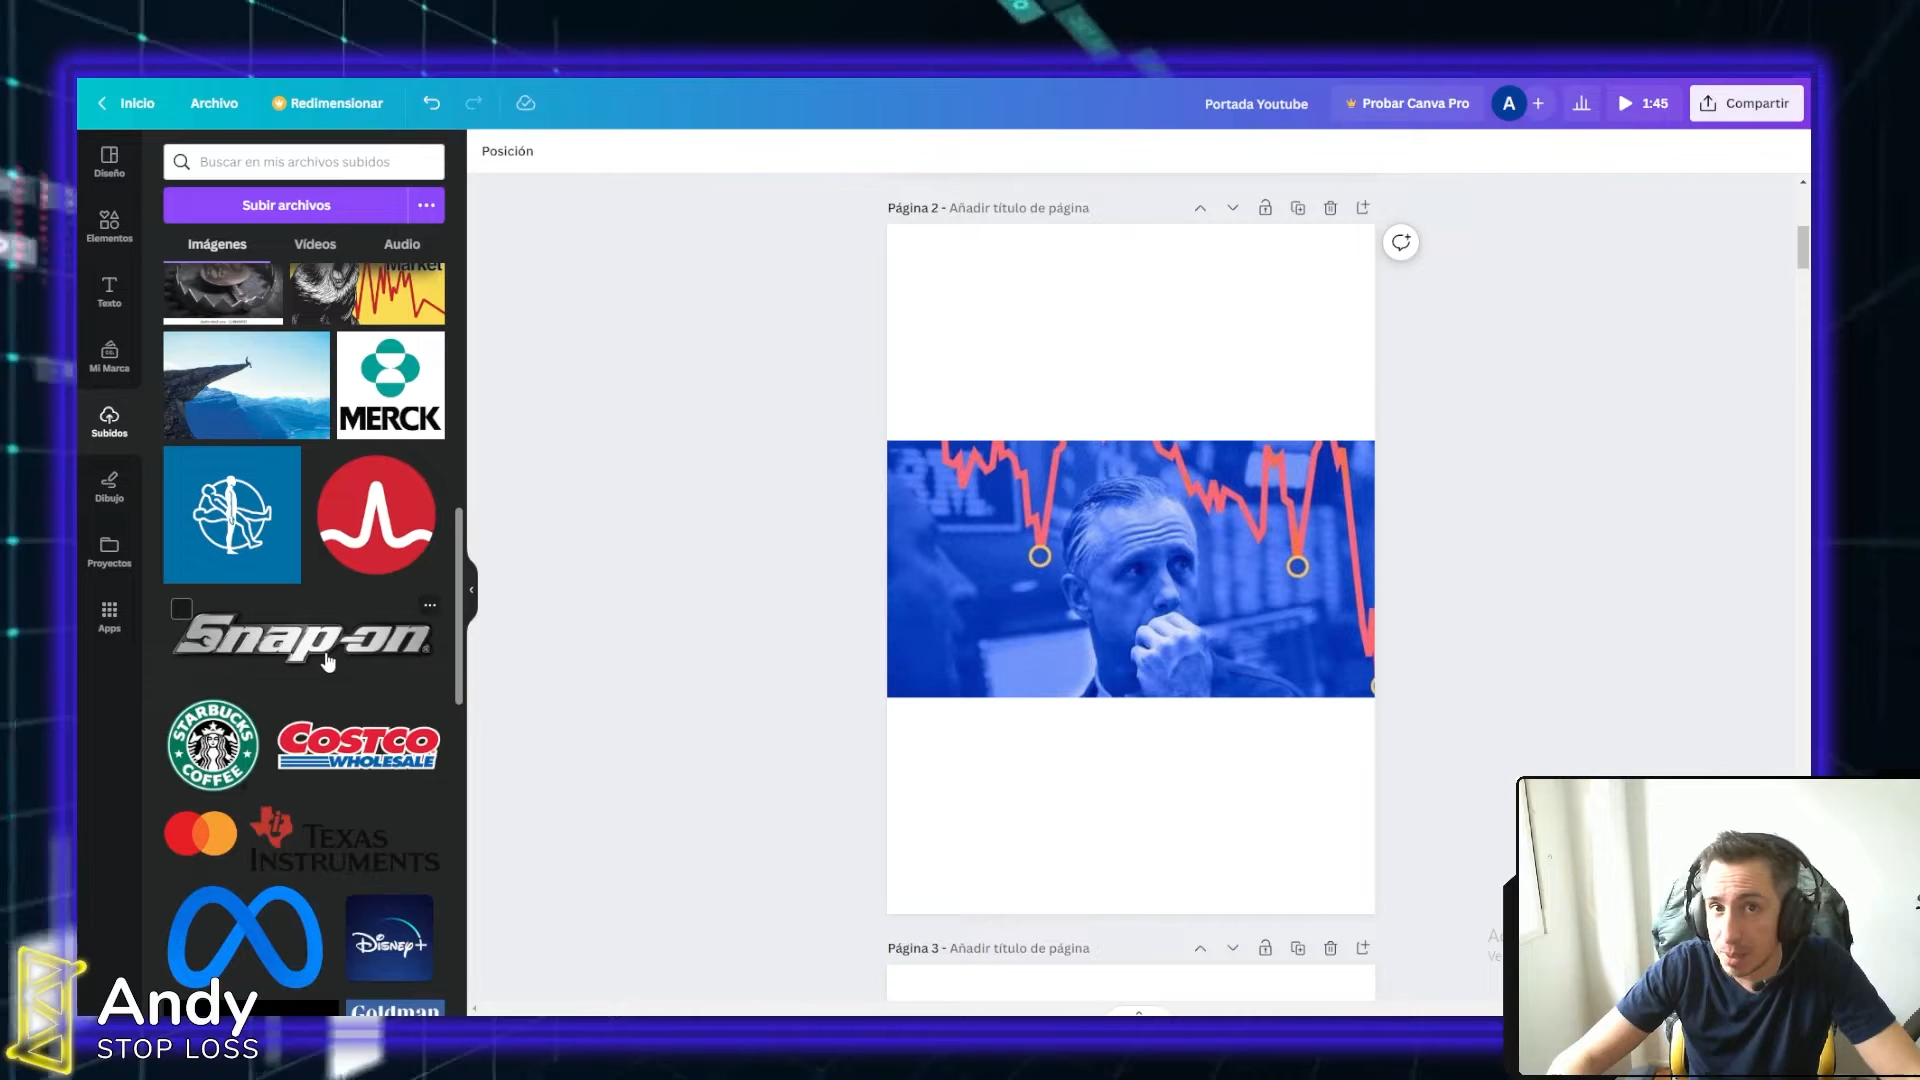 Inicio
Archivo
Redimensionar
Portada Youtube
Probar Canva Pro
A
1:45
Compartir
Diseño
Elementos
Texto
Mi Marca
Subidos
Dibujo
Proyectos
Apps
Buscar en mis archivos subidos
Subir archivos
Imágenes
Vídeos
Audio
Market
MERCK
Snap-on
STARBUCKS
COFFEE
COSTCO
WHOLESALE
TEXAS
INSTRUMENTS
Disney+
Goldman
Posición
Página 2 - Añadir título de página
Página 3 - Añadir título de página
Andy
STOP LOSS